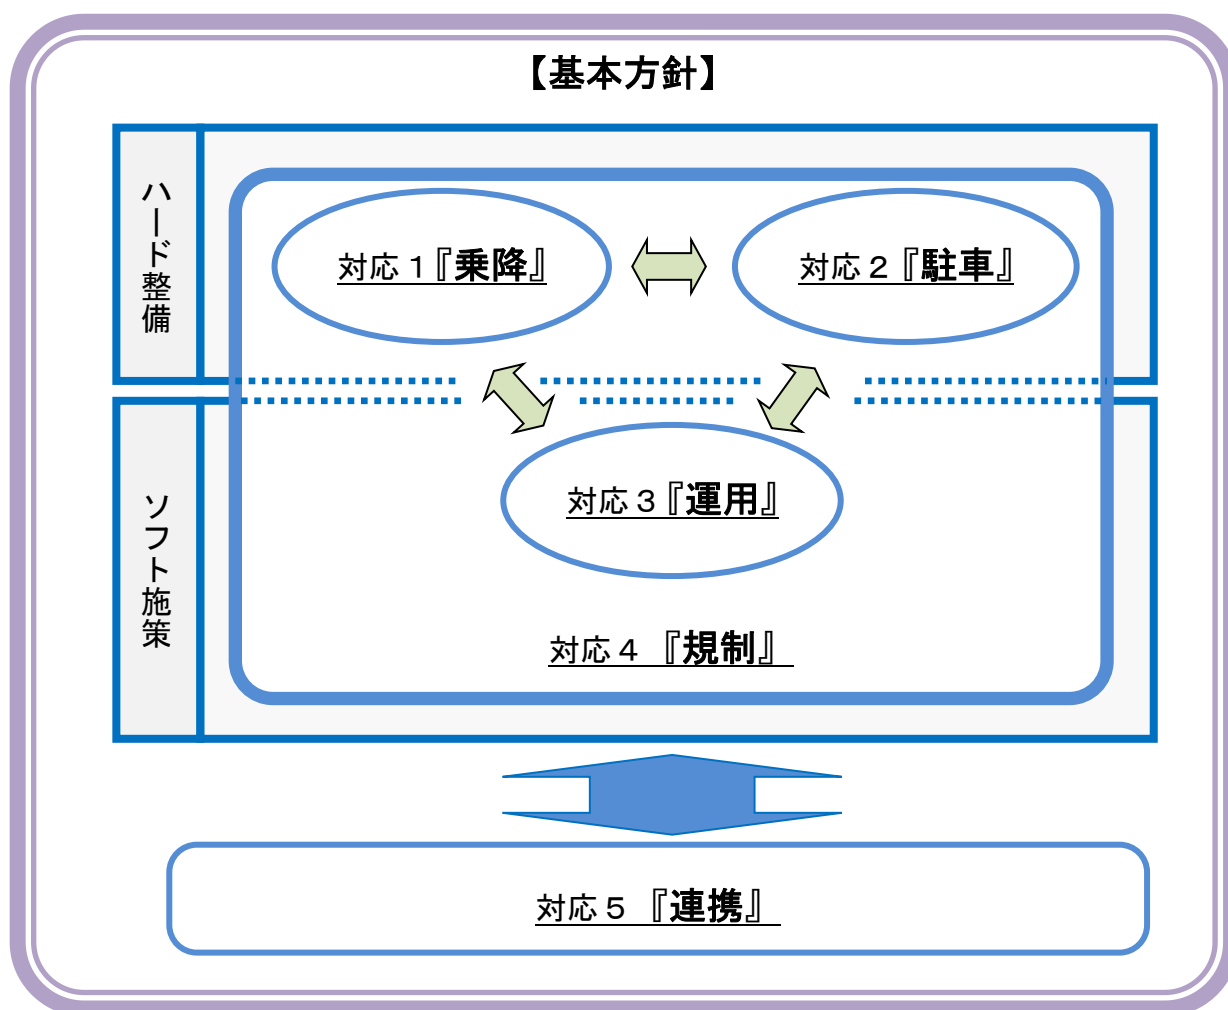 【基本方針】
ハード整備
対応１『乗降』
対応２『駐車』
ソフト施策
対応３『運用』
対応４『規制』
対応５『連携』